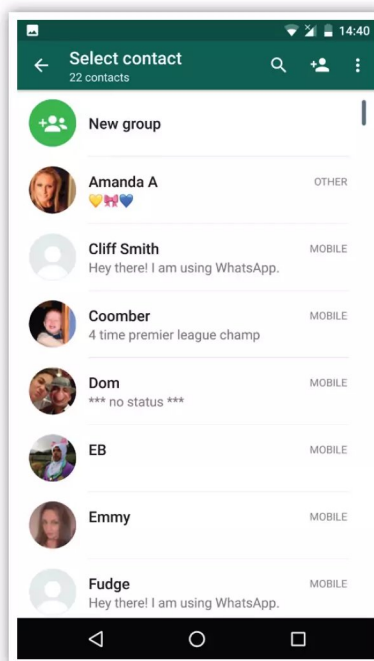 14:40
Select contact
22 contacts
New group
Amanda A OTHER
💛🎀💙
Cliff Smith MOBILE
Hey there! I am using WhatsApp.
Coomber MOBILE
4 time premier league champ
Dom MOBILE
*** no status ***
EB MOBILE
Emmy MOBILE
Fudge MOBILE
Hey there! I am using WhatsApp.